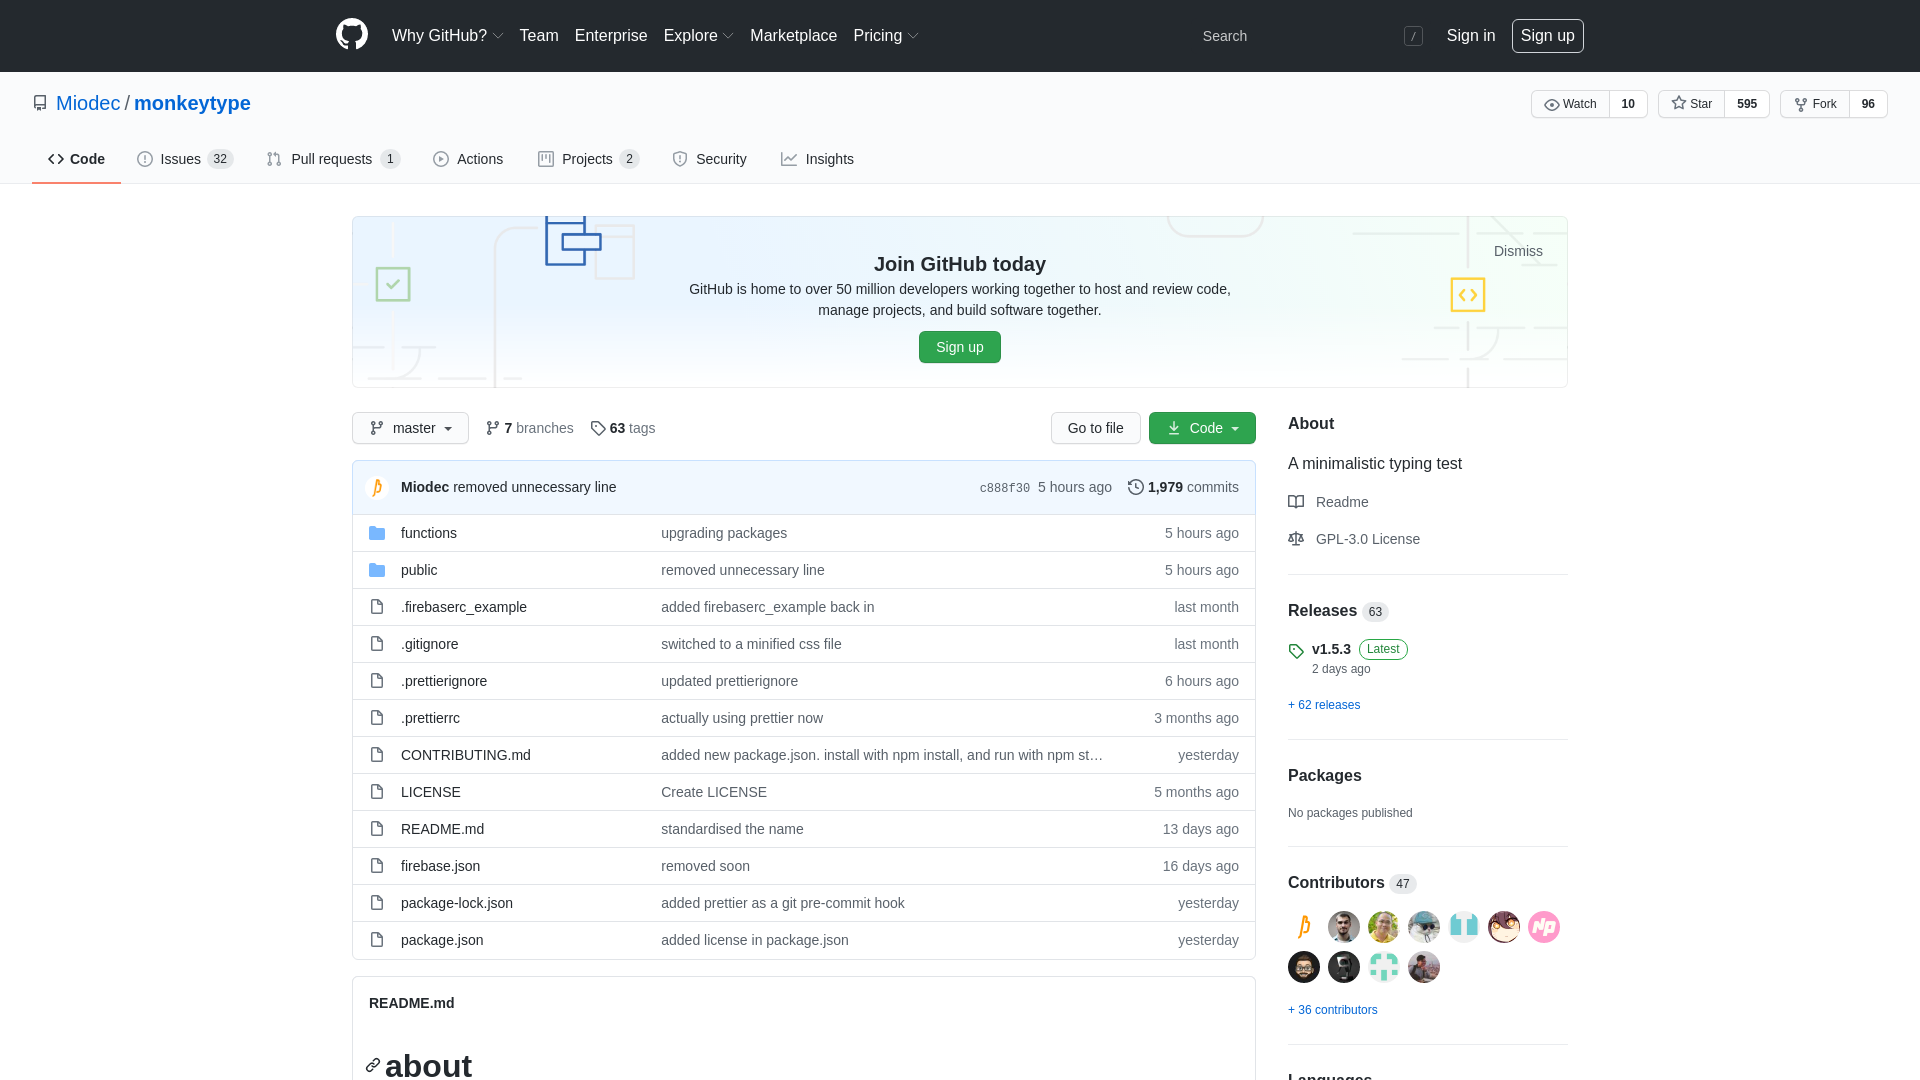 Why GitHub? Team Enterprise Explore Marketplace Pricing Search / Sign in Sign up
Miodec / monkeytype Watch 10 Star 595 Fork 96
Code Issues 32 Pull requests 1 Actions Projects 2 Security Insights
Dismiss
Join GitHub today
GitHub is home to over 50 million developers working together to host and review code,
manage projects, and build software together.
Sign up
master 7 branches 63 tags Go to file Code
Miodec removed unnecessary line c888f30 5 hours ago 1,979 commits
functions upgrading packages 5 hours ago
public removed unnecessary line 5 hours ago
.firebaserc_example added firebaserc_example back in last month
.gitignore switched to a minified css file last month
.prettierignore updated prettierignore 6 hours ago
.prettierrc actually using prettier now 3 months ago
CONTRIBUTING.md added new package.json. install with npm install, and run with npm st… yesterday
LICENSE Create LICENSE 5 months ago
README.md standardised the name 13 days ago
firebase.json removed soon 16 days ago
package-lock.json added prettier as a git pre-commit hook yesterday
package.json added license in package.json yesterday
README.md
about
About
A minimalistic typing test
Readme
GPL-3.0 License
Releases 63
v1.5.3 Latest
2 days ago
+ 62 releases
Packages
No packages published
Contributors 47
+ 36 contributors
Languages